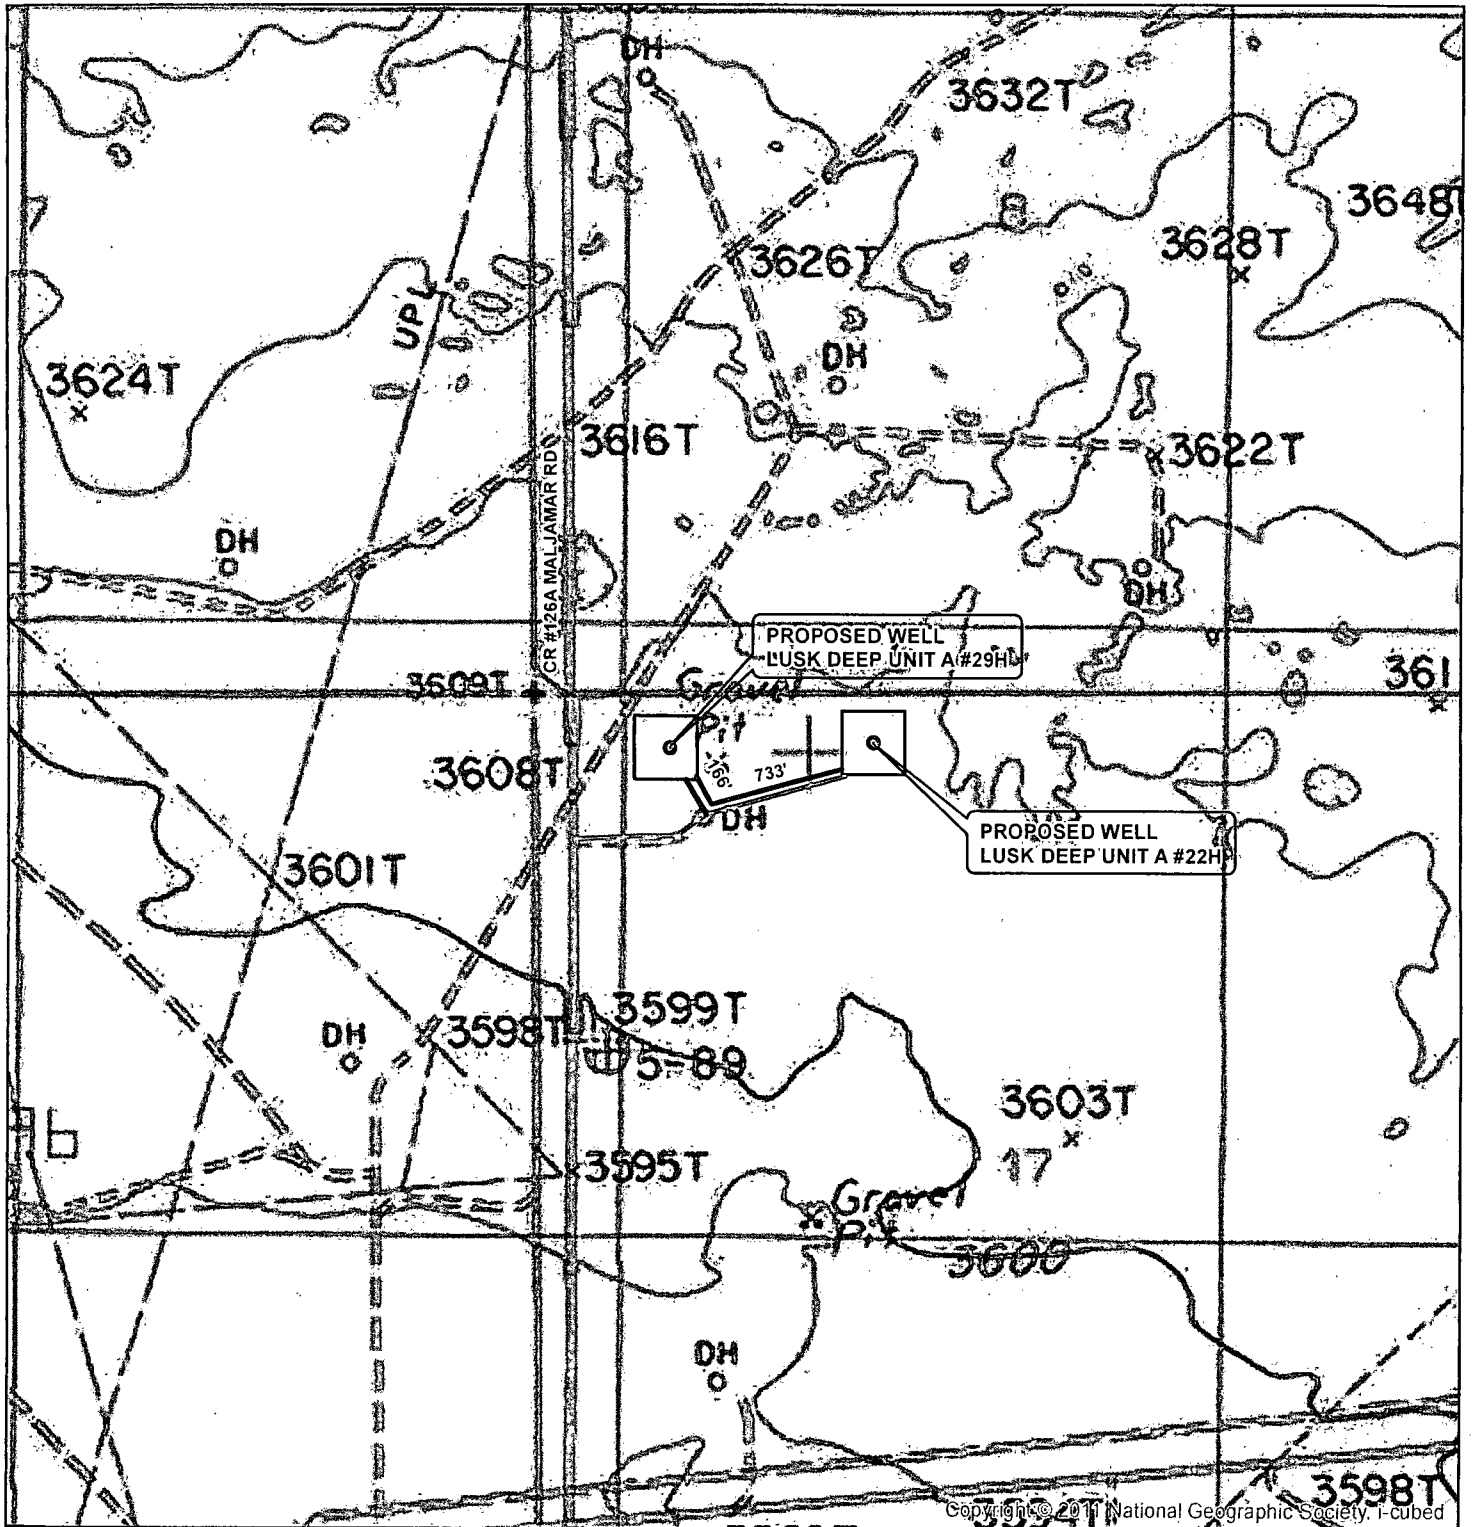 DH
3632T
3648T
3628T
3626T
UPL
DH
3624T
3616T
3622T
CR #126A MALJAMAR RD
DH
DH
PROPOSED WELL
LUSK DEEP UNIT A #29H
3609T
Gravel
Pit
361
3608T
166'
733'
DH
PROPOSED WELL
LUSK DEEP UNIT A #22H
3601T
3599T
3598T
DH
5-89
3603T
17
3595T
Gravel
Pit
3600
DH
3598T
Copyright:© 2011 National Geographic Society, i-cubed